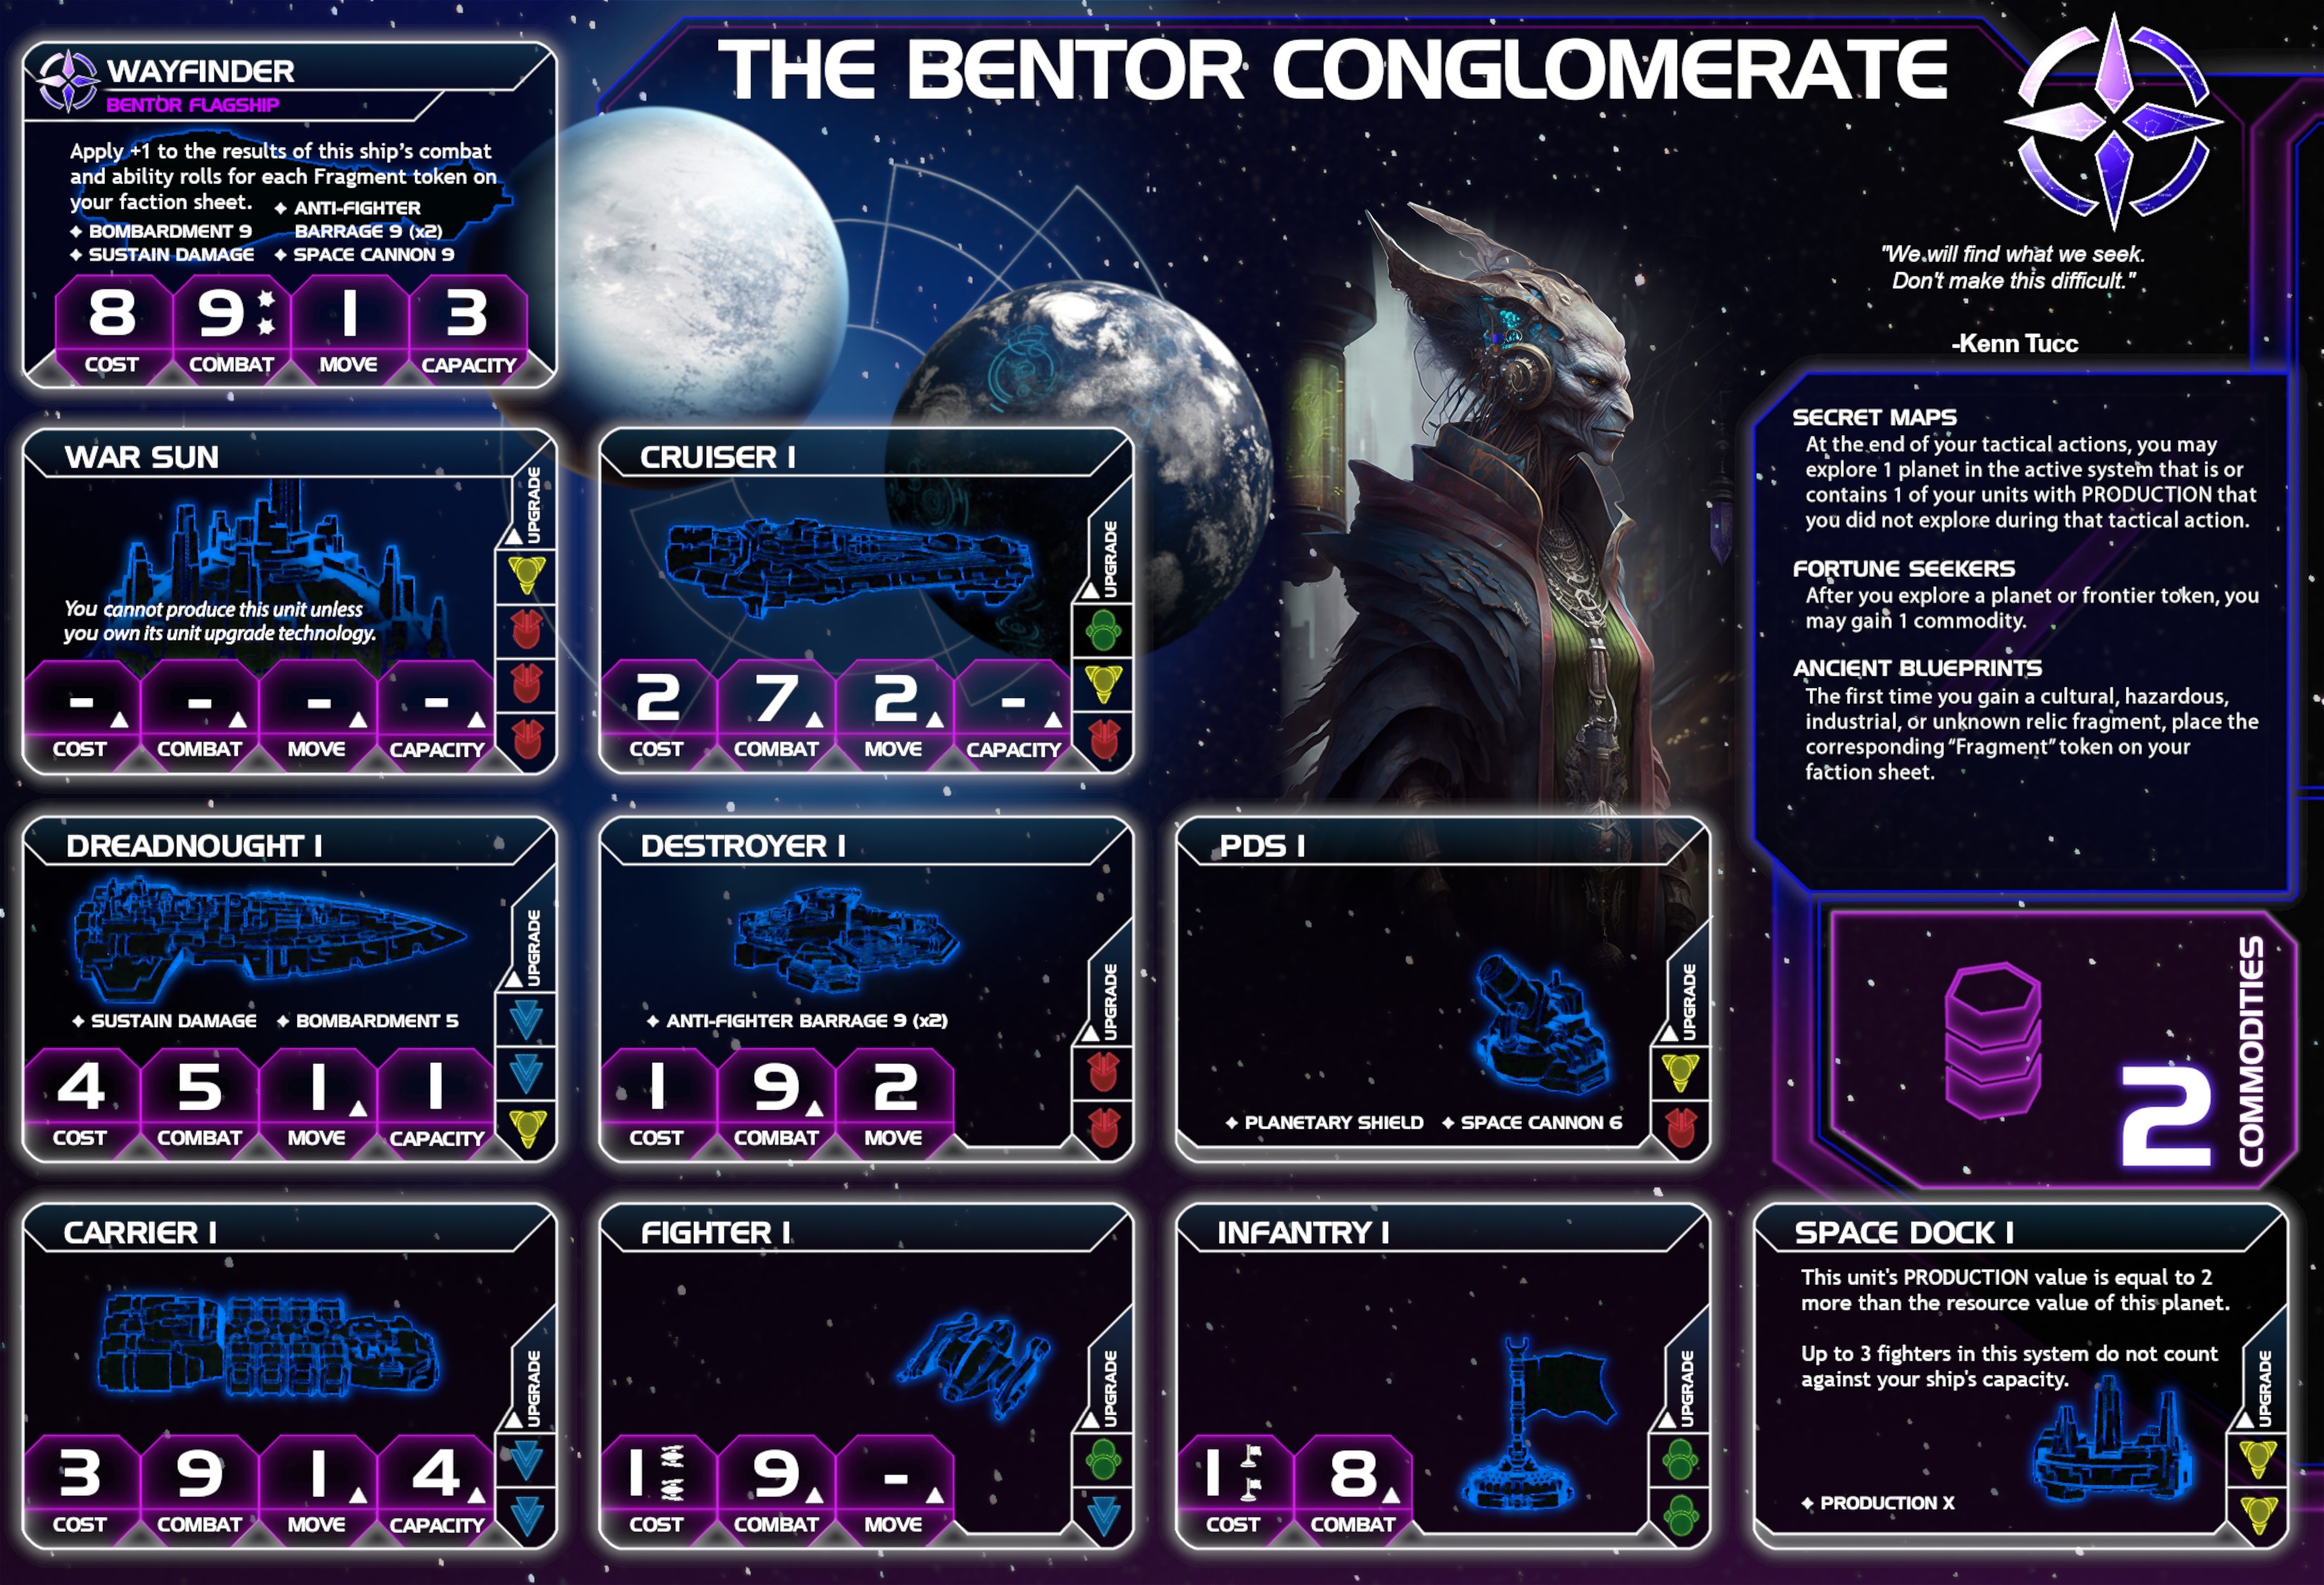 THE BENTOR CONGLOMERATE
WAYFINDER
BENTOR FLAGSHIP
Apply +1 to the results of this ship's combat
and ability rolls for each Fragment token on
your faction sheet.
◆ BOMBARDMENT 9
◆ SUSTAIN DAMAGE
◆ ANTI-FIGHTER
BARRAGE 9 (x2)
◆ SPACE CANNON 9
8 9 1 3
COST COMBAT MOVE CAPACITY
"We will find what we seek.
Don't make this difficult."
-Kenn Tucc
WAR SUN
UPGRADE
You cannot produce this unit unless
you own its unit upgrade technology.
- - - -
COST COMBAT MOVE CAPACITY
CRUISER I
UPGRADE
2 7 2 -
COST COMBAT MOVE CAPACITY
SECRET MAPS
At the end of your tactical actions, you may
explore 1 planet in the active system that is or
contains 1 of your units with PRODUCTION that
you did not explore during that tactical action.
FORTUNE SEEKERS
After you explore a planet or frontier token, you
may gain 1 commodity.
ANCIENT BLUEPRINTS
The first time you gain a cultural, hazardous,
industrial, or unknown relic fragment, place the
corresponding "Fragment" token on your
faction sheet.
DREADNOUGHT I
UPGRADE
◆ SUSTAIN DAMAGE ◆ BOMBARDMENT 5
4 5 1 1
COST COMBAT MOVE CAPACITY
DESTROYER I
UPGRADE
◆ ANTI-FIGHTER BARRAGE 9 (x2)
1 9 2
COST COMBAT MOVE
PDS I
UPGRADE
◆ PLANETARY SHIELD ◆ SPACE CANNON 6
2
COMMODITIES
CARRIER I
UPGRADE
3 9 1 4
COST COMBAT MOVE CAPACITY
FIGHTER I
UPGRADE
1 9 -
COST COMBAT MOVE
INFANTRY I
UPGRADE
1 8
COST COMBAT
SPACE DOCK I
This unit's PRODUCTION value is equal to 2
more than the resource value of this planet.
Up to 3 fighters in this system do not count
against your ship's capacity.
UPGRADE
◆ PRODUCTION X